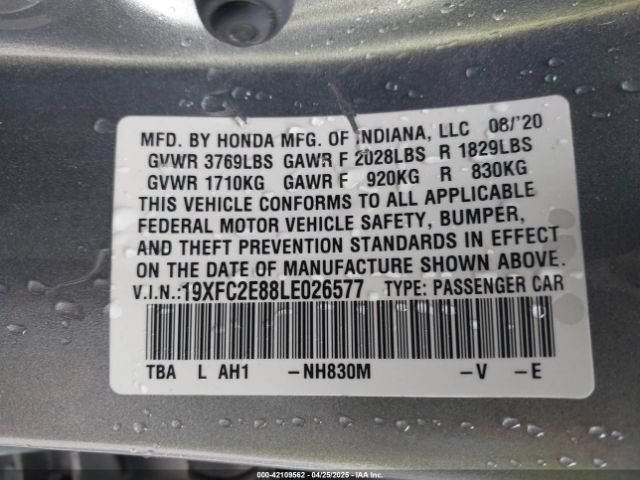 MFD. BY HONDA MFG. OF INDIANA, LLC 08/'20
GVWR 3769LBS GAWR F 2028LBS R 1829LBS
GVWR 1710KG GAWR F 920KG R 830KG
THIS VEHICLE CONFORMS TO ALL APPLICABLE
FEDERAL MOTOR VEHICLE SAFETY, BUMPER,
AND THEFT PREVENTION STANDARDS IN EFFECT
ON THE DATE OF MANUFACTURE SHOWN ABOVE.
V.I.N.:19XFC2E88LE026577 TYPE: PASSENGER CAR
TBA L AH1 -NH830M -V -E
000-42109562 04/25/2025 IAA